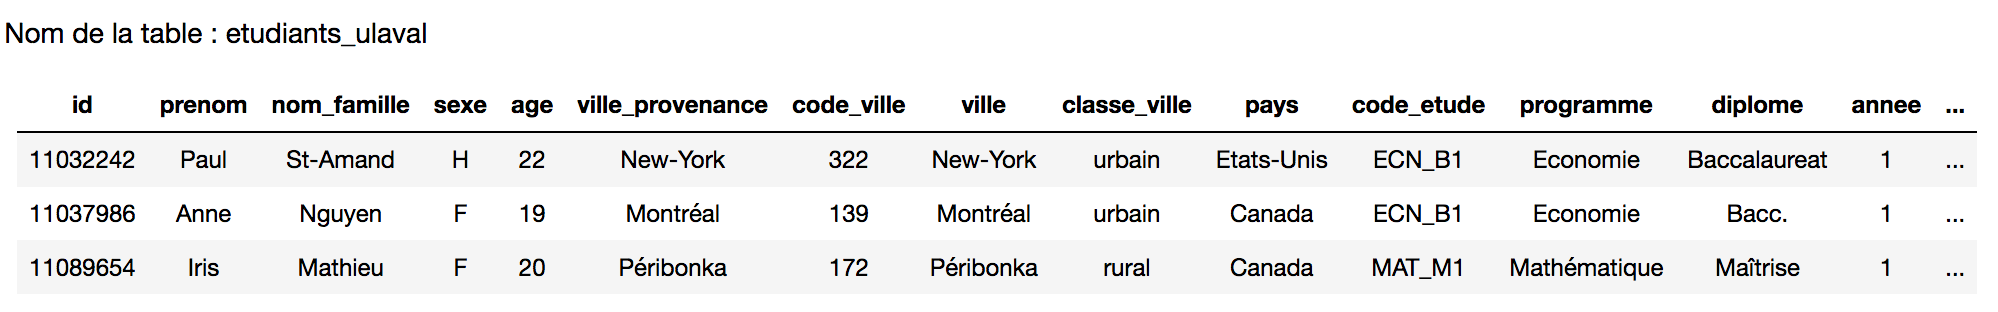 Nom de la table : etudiants_ulaval
id prenom nom_famille sexe age ville_provenance code_ville ville classe_ville pays code_etude programme diplome annee ...
11032242 Paul St-Amand H 22 New-York 322 New-York urbain Etats-Unis ECN_B1 Economie Baccalaureat 1 ...
11037986 Anne Nguyen F 19 Montréal 139 Montréal urbain Canada ECN_B1 Economie Bacc. 1 ...
11089654 Iris Mathieu F 20 Péribonka 172 Péribonka rural Canada MAT_M1 Mathématique Maîtrise 1 ...